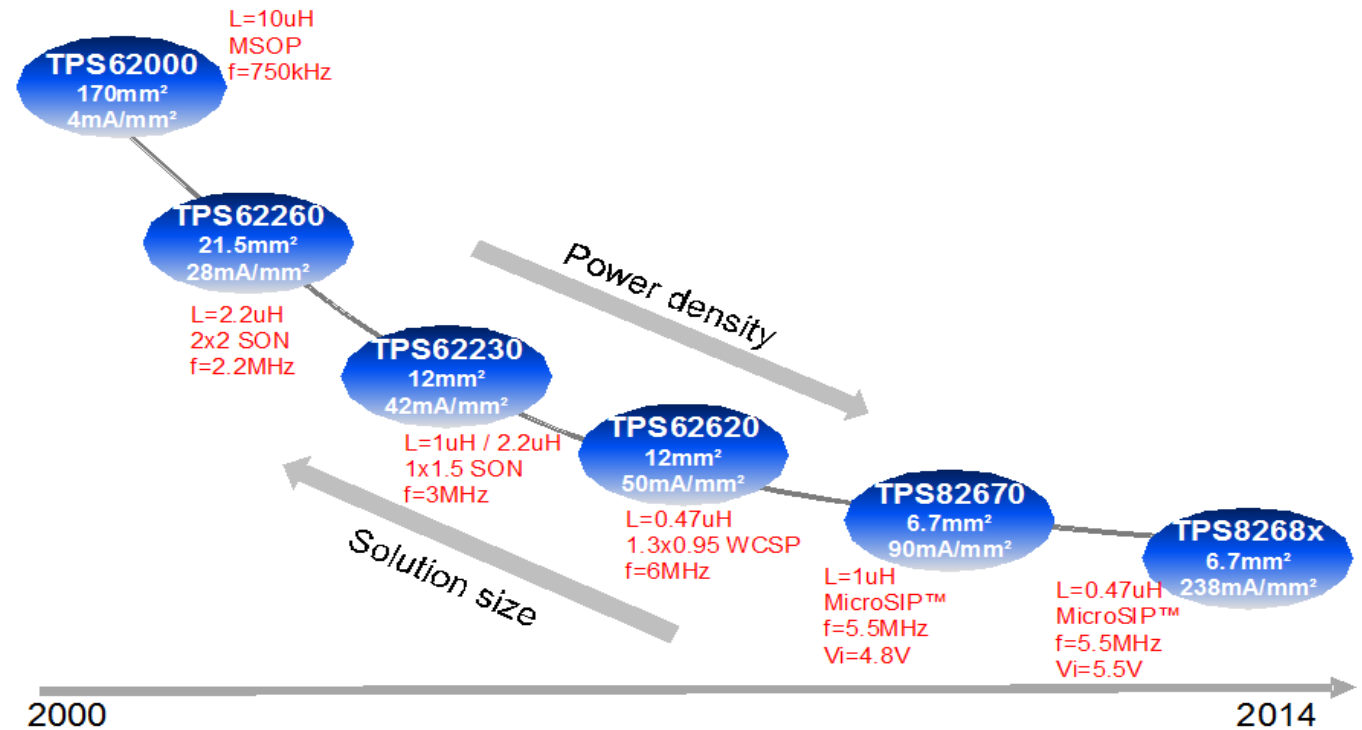 L=10uH
MSOP
f=750kHz
TPS62000
170mm²
4mA/mm²
TPS62260
21.5mm²
28mA/mm²
L=2.2uH
2x2 SON
f=2.2MHz
Power density
TPS62230
12mm²
42mA/mm²
L=1uH / 2.2uH
1x1.5 SON
f=3MHz
TPS62620
12mm²
50mA/mm²
L=0.47uH
1.3x0.95 WCSP
f=6MHz
Solution size
TPS82670
6.7mm²
90mA/mm²
L=1uH
MicroSIP™
f=5.5MHz
Vi=4.8V
TPS8268x
6.7mm²
238mA/mm²
L=0.47uH
MicroSIP™
f=5.5MHz
Vi=5.5V
2000
2014